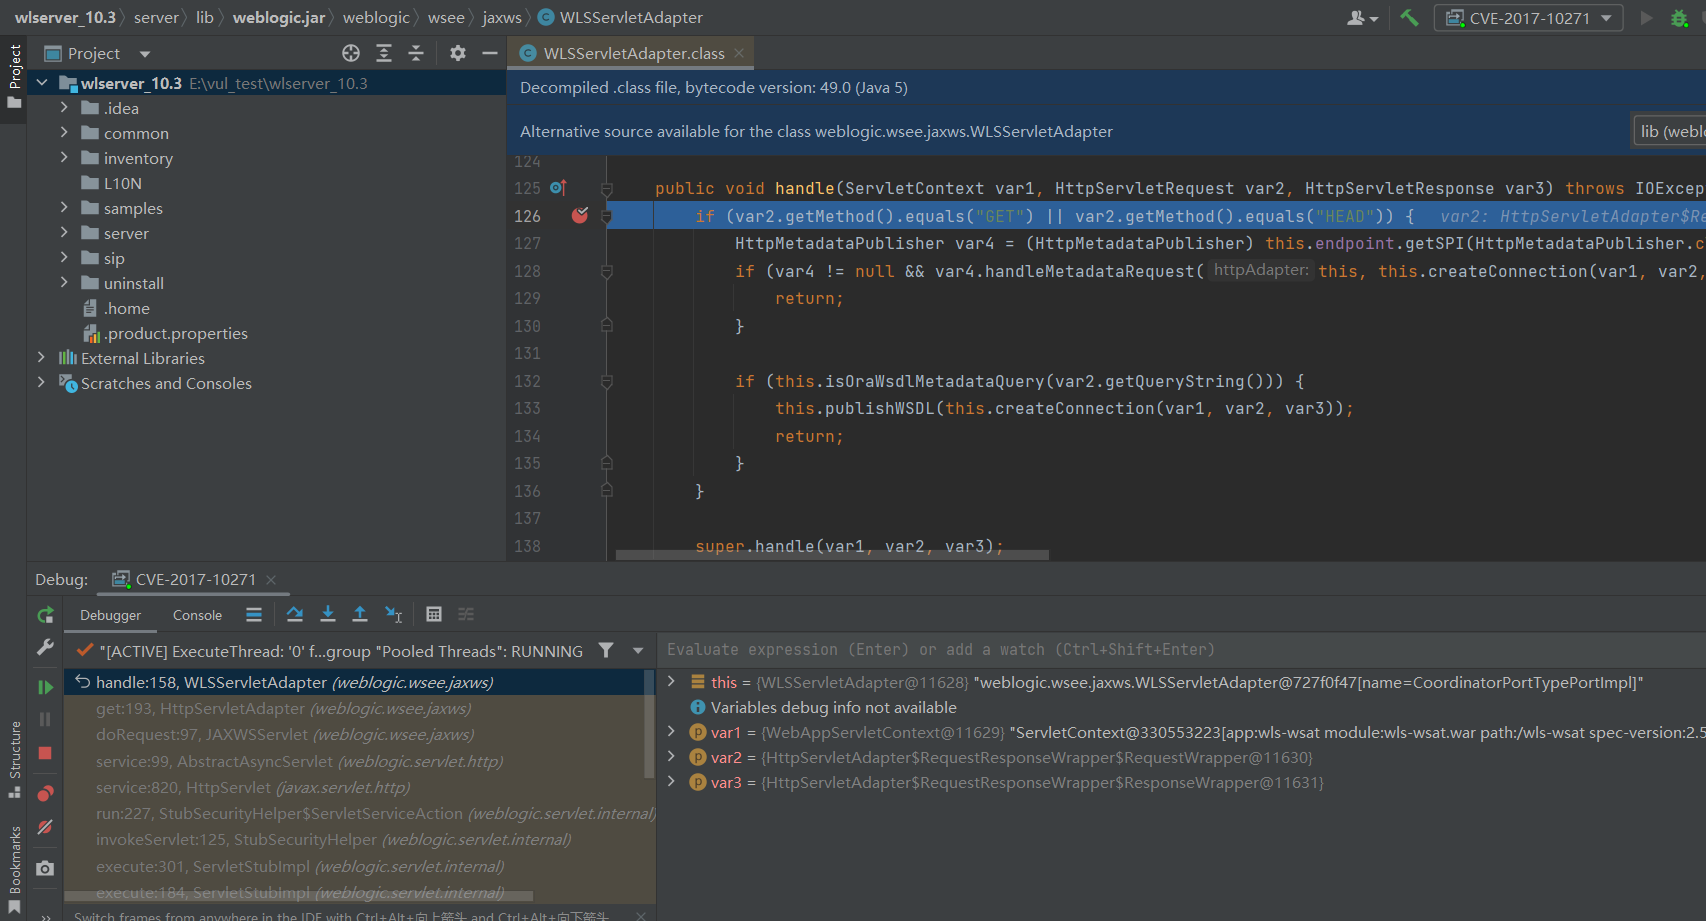 wlserver_10.3 server lib weblogic.jar weblogic wsee jaxws WLSServletAdapter
CVE-2017-10271
Project
Project
WLSServletAdapter.class
wlserver_10.3 E:\vul_test\wlserver_10.3
.idea
common
inventory
L10N
samples
server
sip
uninstall
.home
.product.properties
External Libraries
Scratches and Consoles
Decompiled .class file, bytecode version: 49.0 (Java 5)
Alternative source available for the class weblogic.wsee.jaxws.WLSServletAdapter
lib (weblo
124
125 public void handle(ServletContext var1, HttpServletRequest var2, HttpServletResponse var3) throws IOExcep
126 if (var2.getMethod().equals("GET") || var2.getMethod().equals("HEAD")) { var2: HttpServletAdapter$Re
127 HttpMetadataPublisher var4 = (HttpMetadataPublisher) this.endpoint.getSPI(HttpMetadataPublisher.c
128 if (var4 != null && var4.handleMetadataRequest( httpAdapter: this, this.createConnection(var1, var2,
129 return;
130 }
131
132 if (this.isOraWsdlMetadataQuery(var2.getQueryString())) {
133 this.publishWSDL(this.createConnection(var1, var2, var3));
134 return;
135 }
136 }
137
138 super.handle(var1, var2, var3);
Debug: CVE-2017-10271
Debugger Console
"[ACTIVE] ExecuteThread: '0' f...group "Pooled Threads": RUNNING
handle:158, WLSServletAdapter (weblogic.wsee.jaxws)
get:193, HttpServletAdapter (weblogic.wsee.jaxws)
doRequest:97, JAXWSServlet (weblogic.wsee.jaxws)
service:99, AbstractAsyncServlet (weblogic.servlet.http)
service:820, HttpServlet (javax.servlet.http)
run:227, StubSecurityHelper$ServletServiceAction (weblogic.servlet.internal)
invokeServlet:125, StubSecurityHelper (weblogic.servlet.internal)
execute:301, ServletStubImpl (weblogic.servlet.internal)
execute:184, ServletStubImpl (weblogic.servlet.internal)
Switch frames from anywhere in the IDE with Ctrl+Alt+向上箭头 and Ctrl+Alt+向下箭头
Evaluate expression (Enter) or add a watch (Ctrl+Shift+Enter)
this = {WLSServletAdapter@11628} "weblogic.wsee.jaxws.WLSServletAdapter@727f0f47[name=CoordinatorPortTypePortImpl]"
Variables debug info not available
var1 = {WebAppServletContext@11629} "ServletContext@330553223[app:wls-wsat module:wls-wsat.war path:/wls-wsat spec-version:2.5
var2 = {HttpServletAdapter$RequestResponseWrapper$RequestWrapper@11630}
var3 = {HttpServletAdapter$RequestResponseWrapper$ResponseWrapper@11631}
Structure
Bookmarks